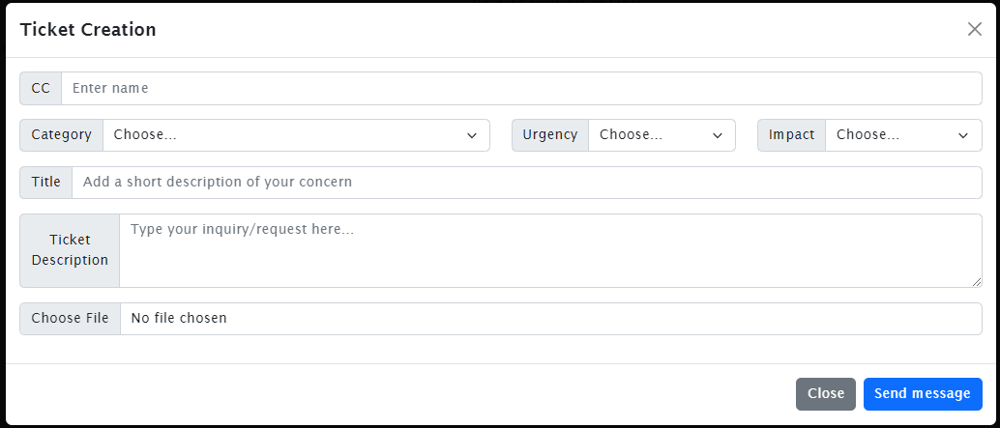 Ticket Creation
CC Enter name
Category Choose... Urgency Choose... Impact Choose...
Title Add a short description of your concern
Ticket Description Type your inquiry/request here...
Choose File No file chosen
Close Send message